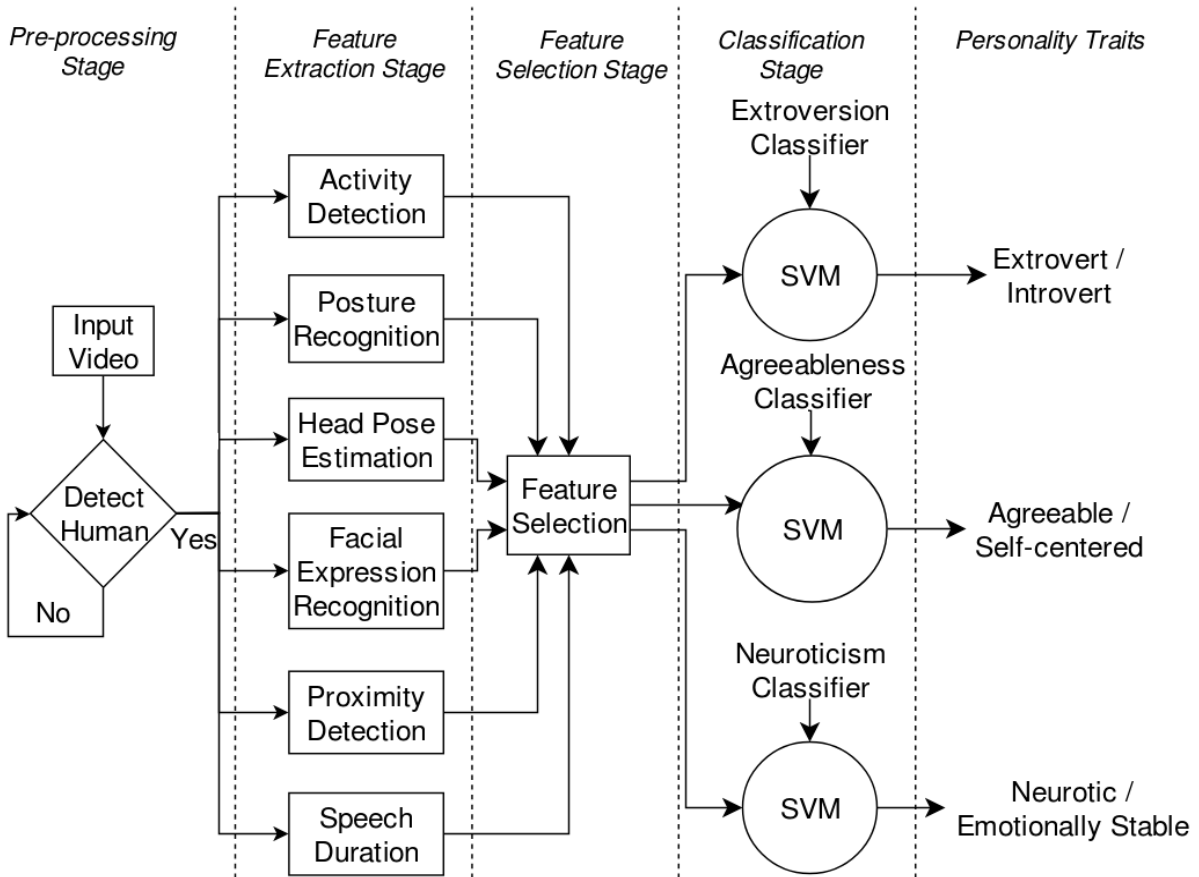 Pre-processing
Stage
Feature
Extraction Stage
Feature
Selection Stage
Classification
Stage
Personality Traits
Input
Video
Detect
Human
Yes
No
Activity
Detection
Posture
Recognition
Head Pose
Estimation
Facial
Expression
Recognition
Proximity
Detection
Speech
Duration
Feature
Selection
Extroversion
Classifier
SVM
Extrovert /
Introvert
Agreeableness
Classifier
SVM
Agreeable /
Self-centered
Neuroticism
Classifier
SVM
Neurotic /
Emotionally Stable